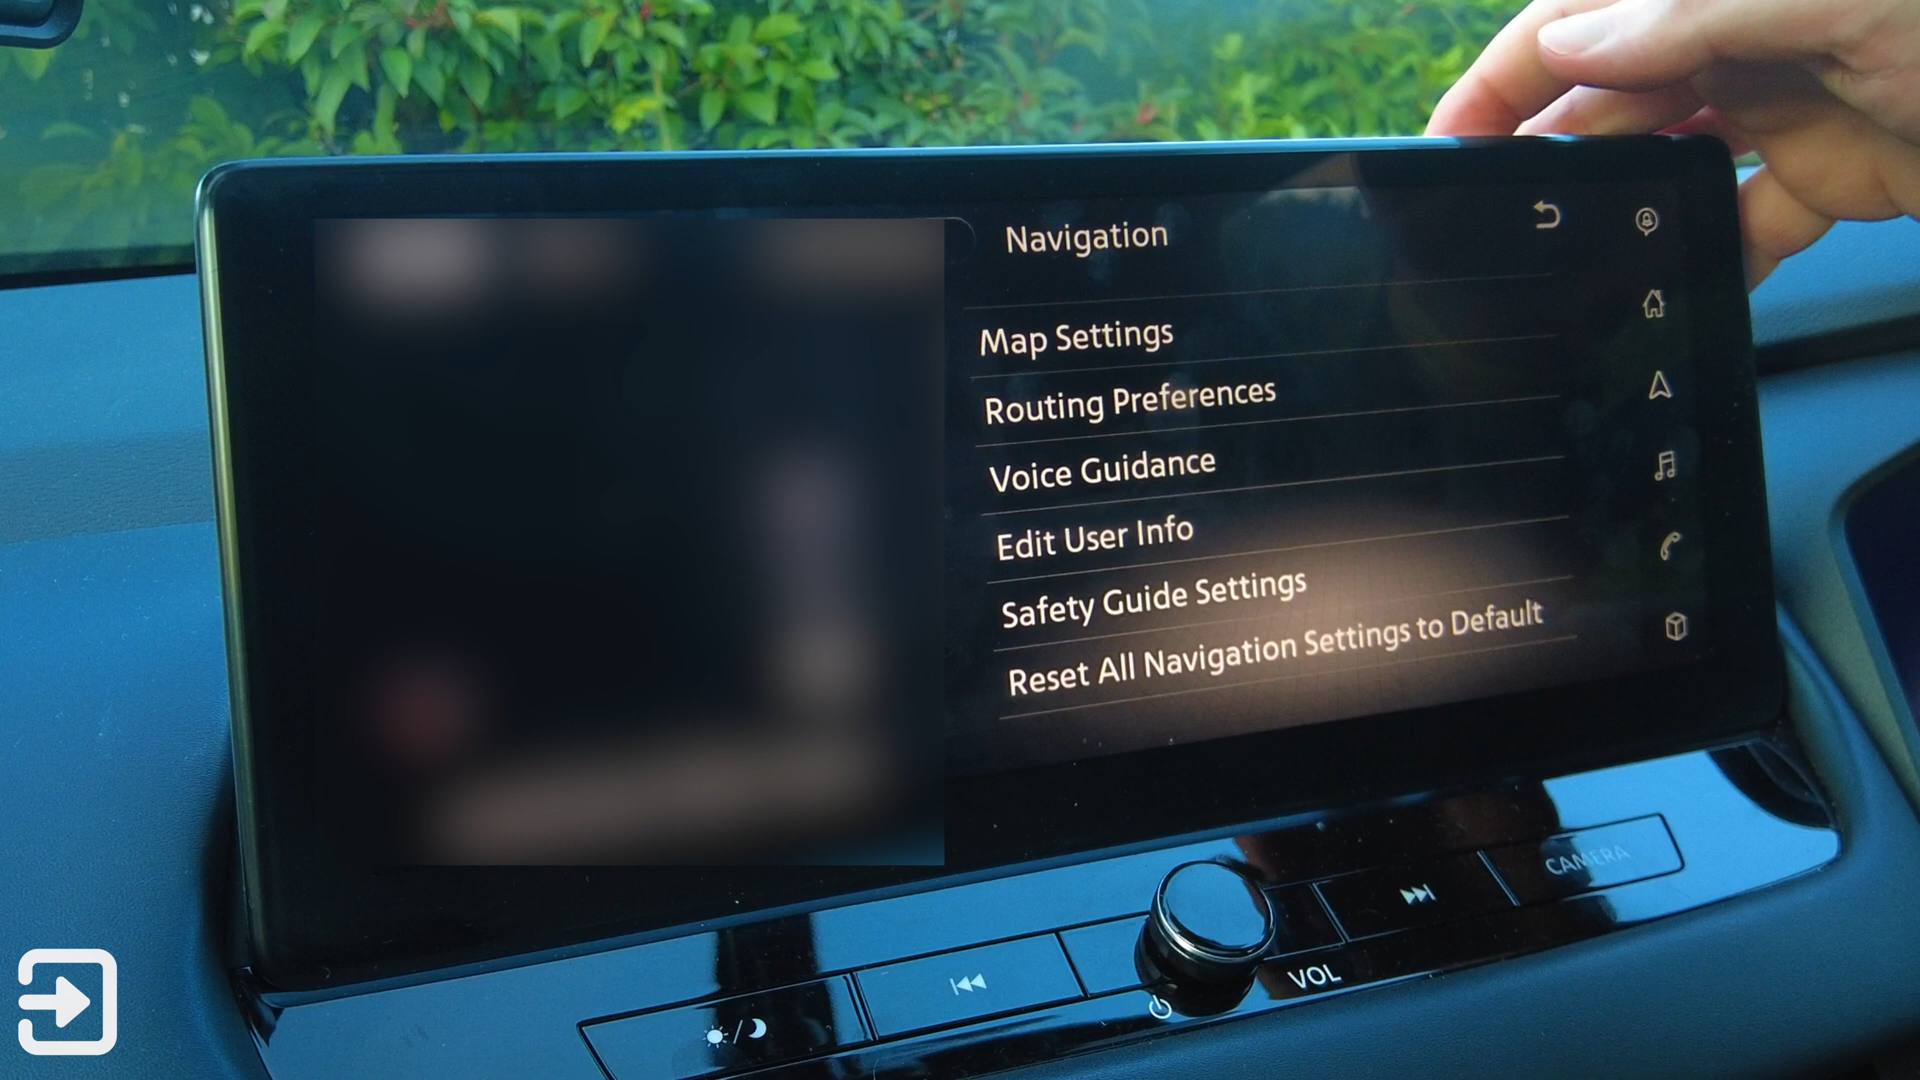 Navigation
Map Settings
Routing Preferences
Voice Guidance
Edit User Info
Safety Guide Settings
Reset All Navigation Settings to Default
CAMERA
VOL